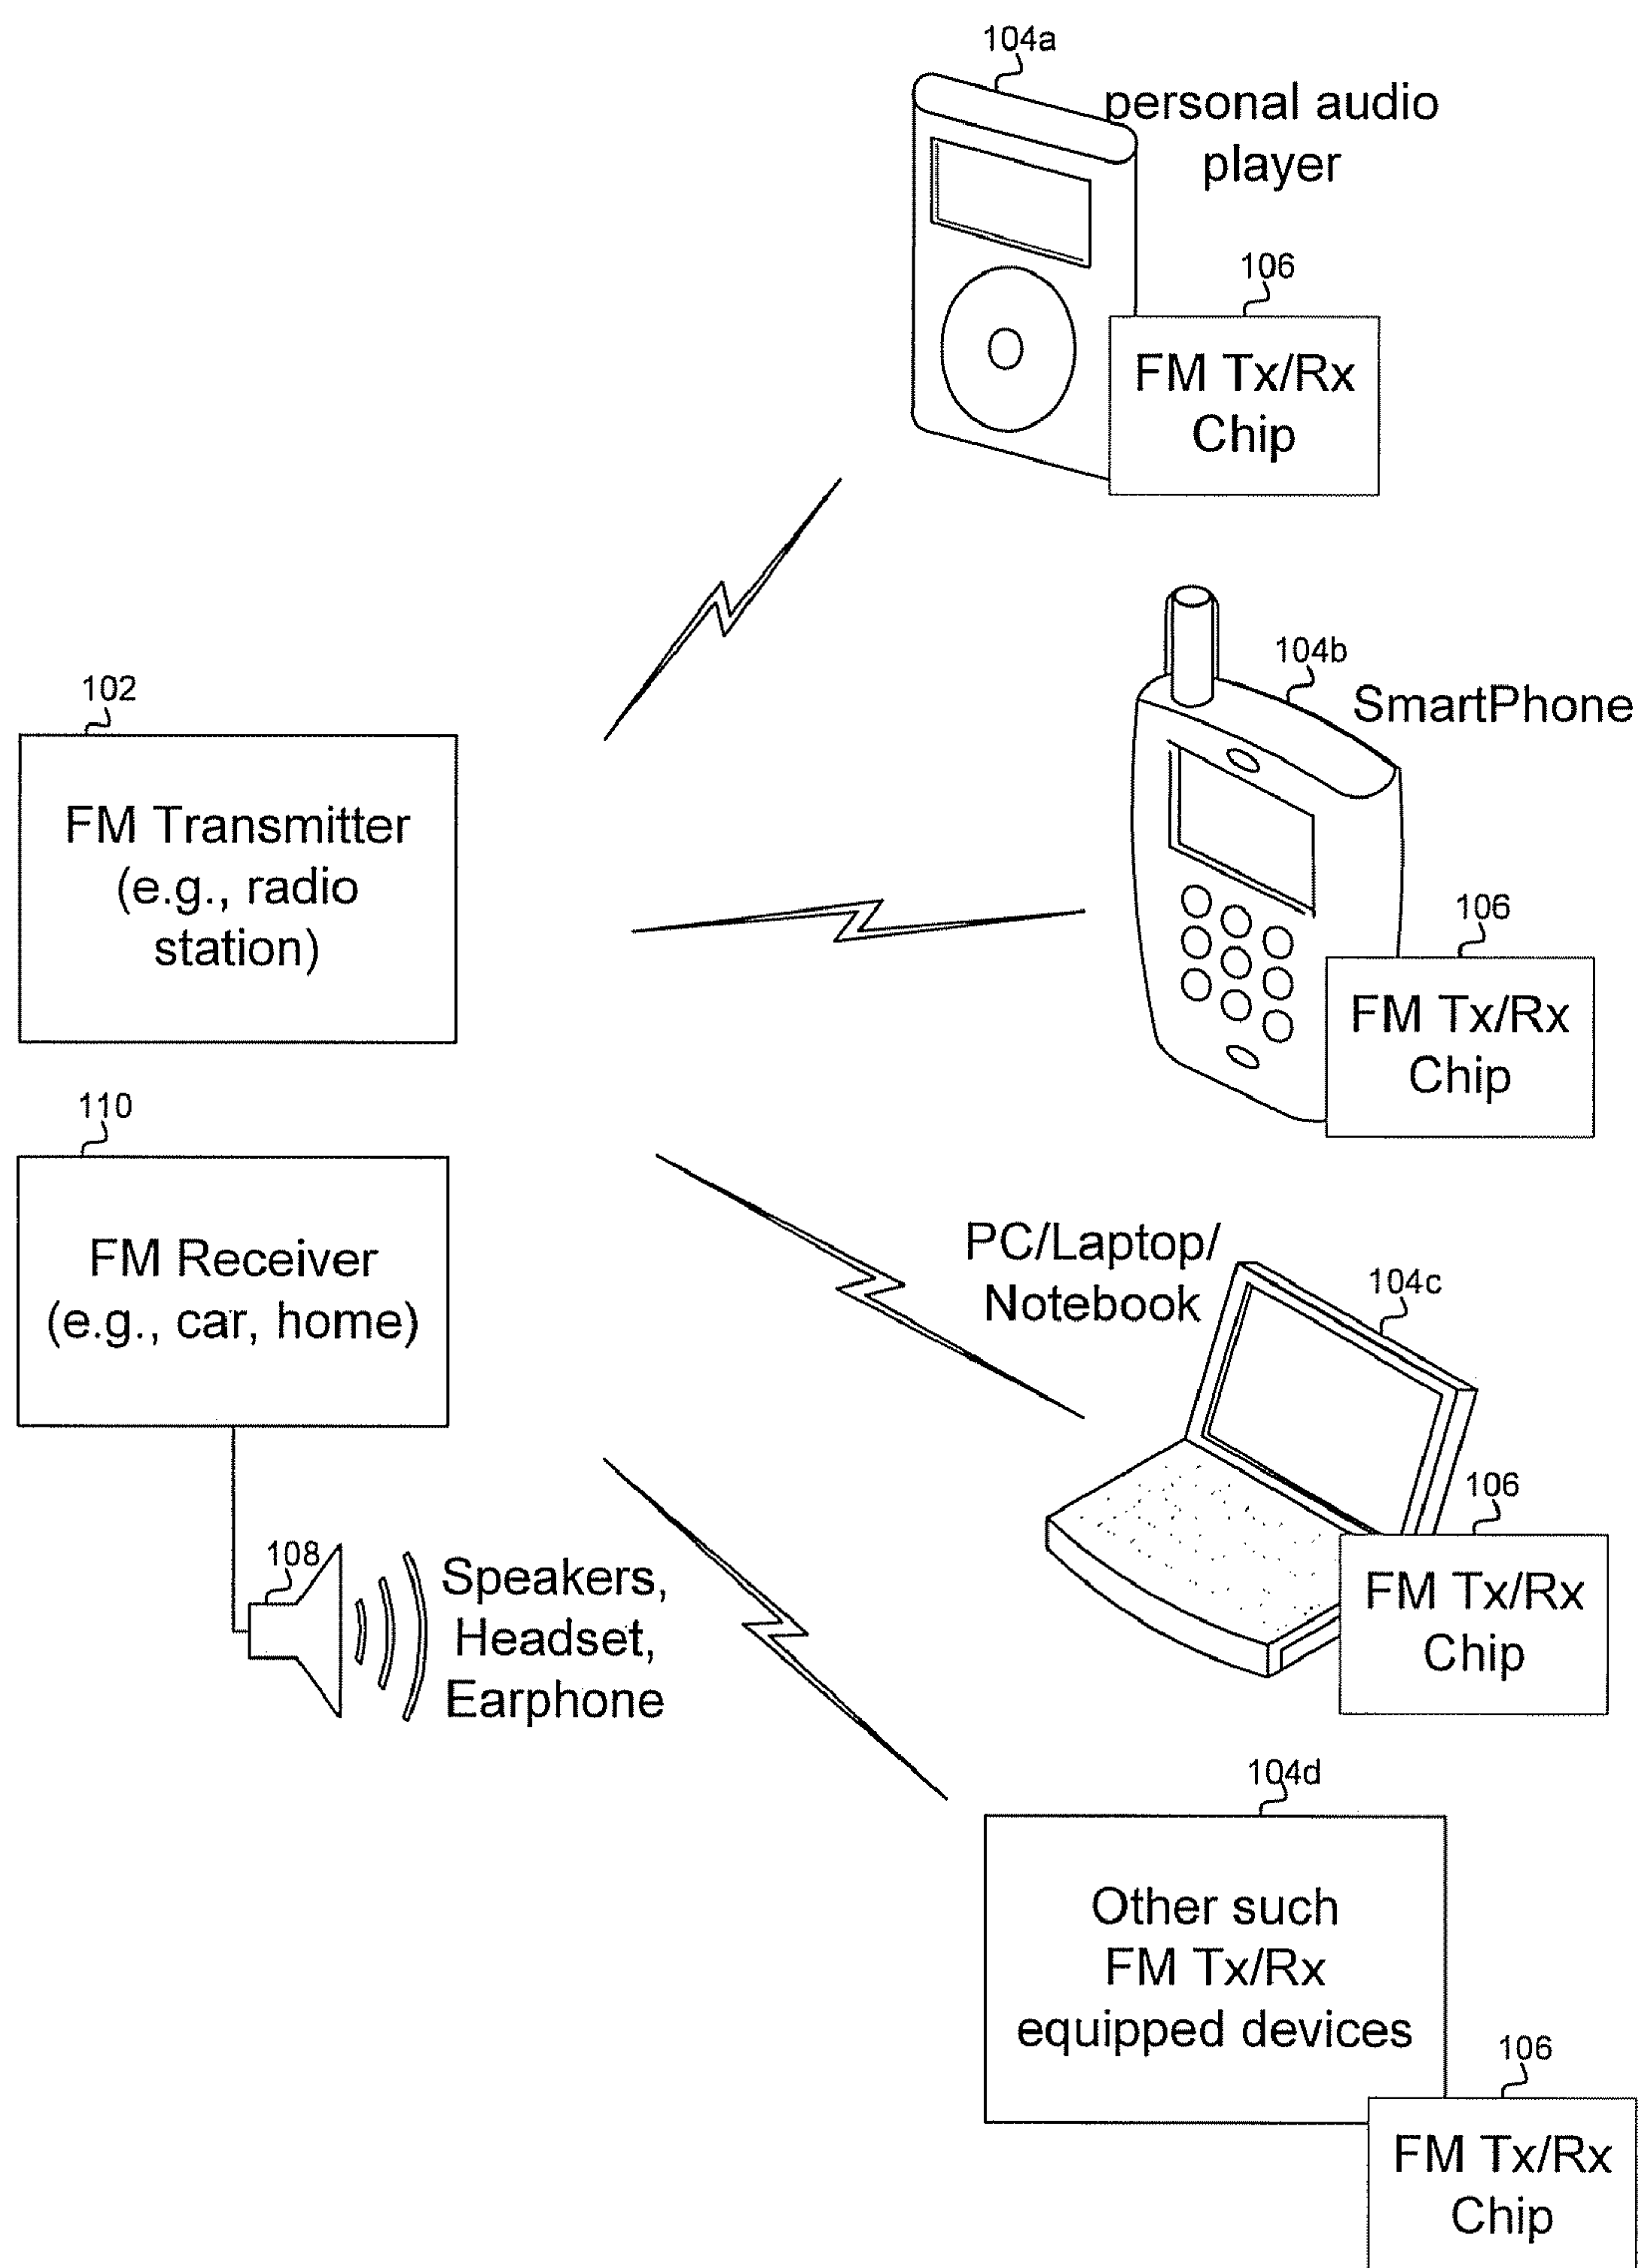 104a
personal audio
player
106
FM Tx/Rx
Chip
104b
SmartPhone
102
FM Transmitter
(e.g., radio
station)
106
FM Tx/Rx
Chip
110
FM Receiver
(e.g., car, home)
PC/Laptop/
Notebook
104c
106
FM Tx/Rx
Chip
108
Speakers,
Headset,
Earphone
104d
Other such
FM Tx/Rx
equipped devices
106
FM Tx/Rx
Chip